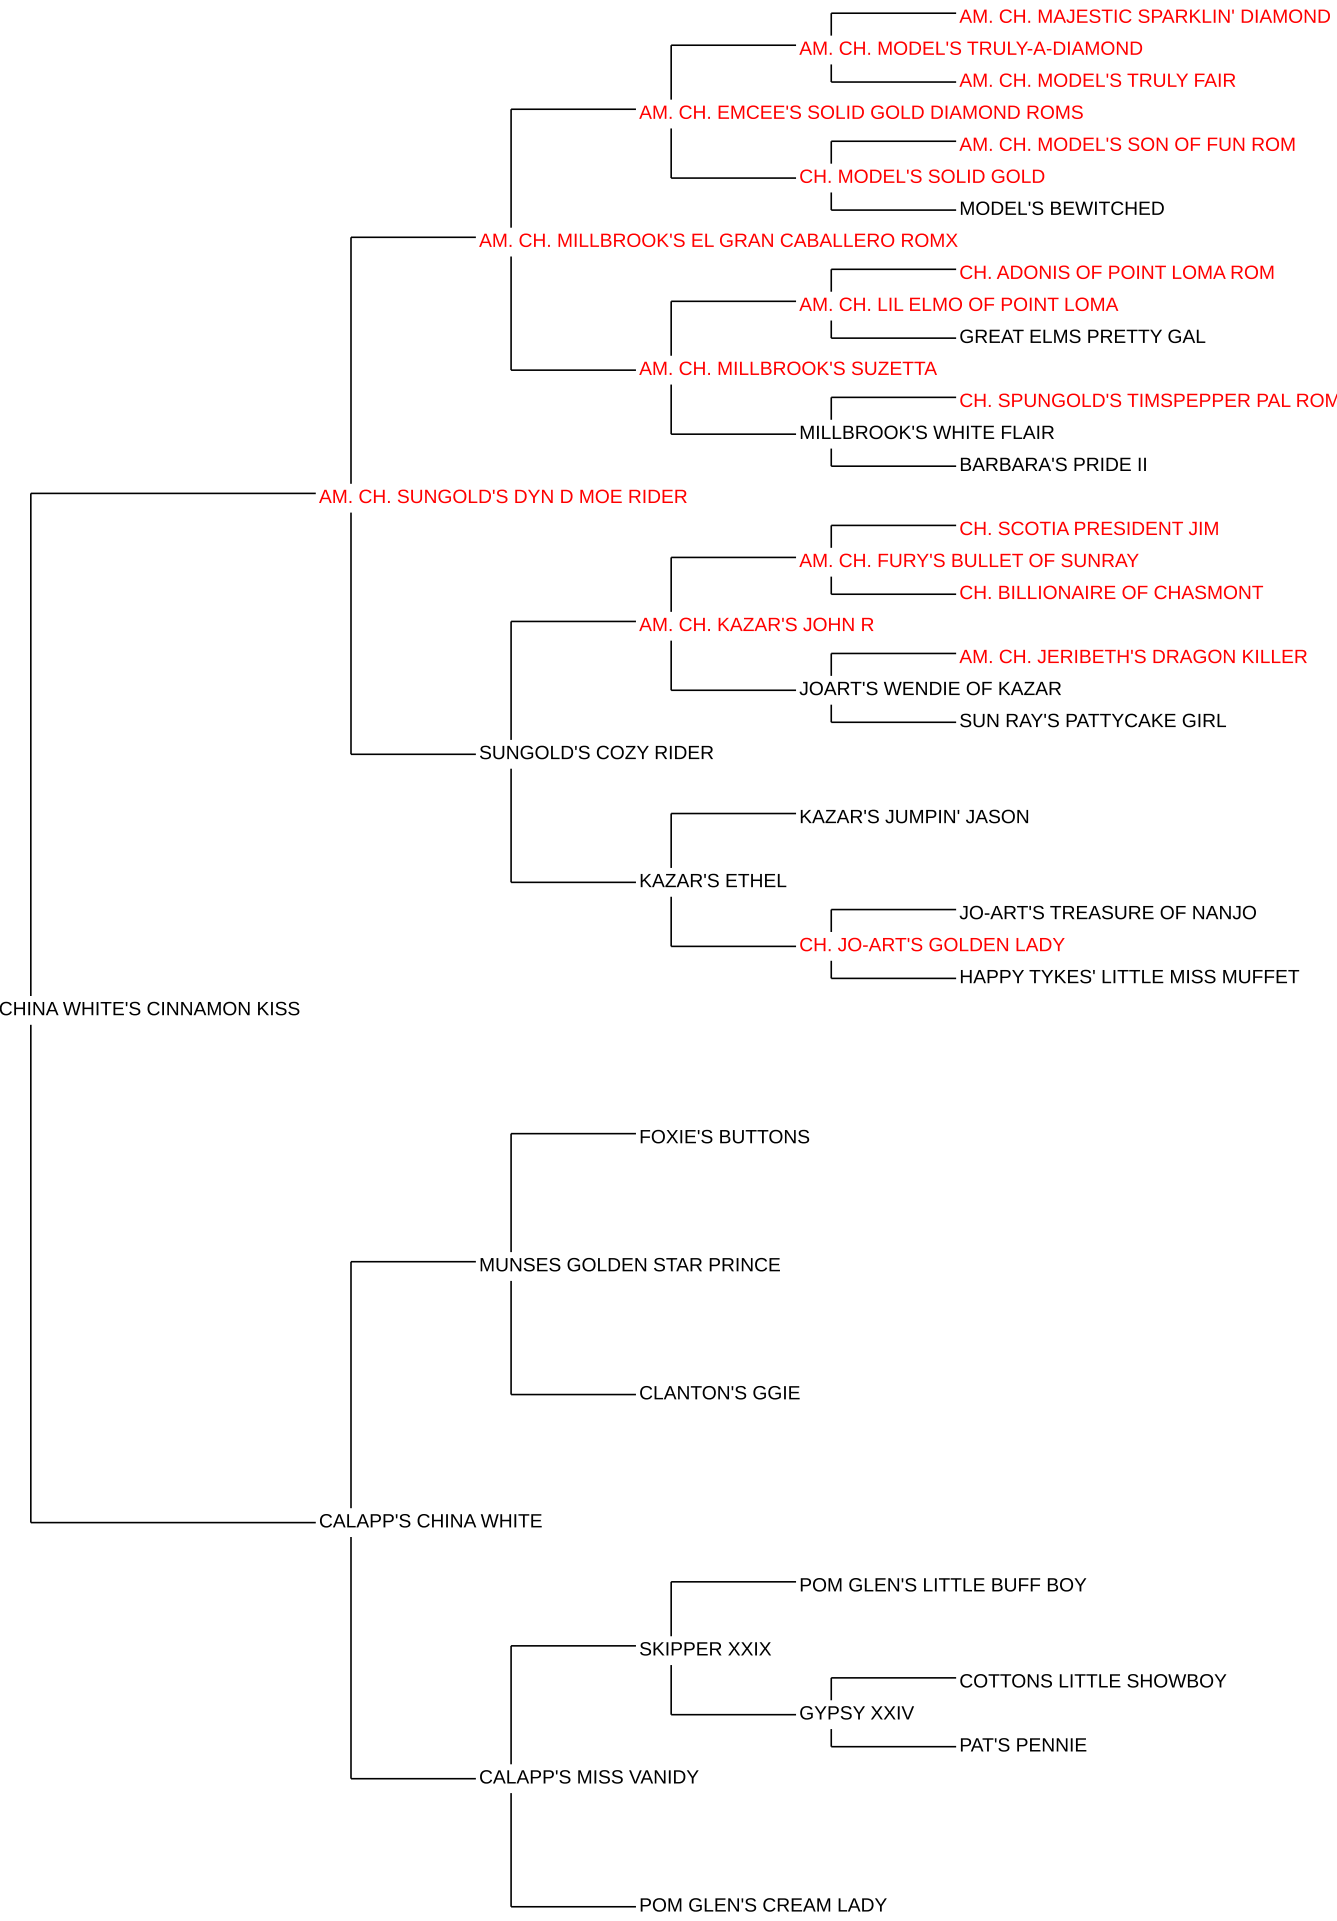 AM. CH. MAJESTIC SPARKLIN' DIAMOND
AM. CH. MODEL'S TRULY-A-DIAMOND
AM. CH. MODEL'S TRULY FAIR
AM. CH. EMCEE'S SOLID GOLD DIAMOND ROMS
AM. CH. MODEL'S SON OF FUN ROM
CH. MODEL'S SOLID GOLD
MODEL'S BEWITCHED
AM. CH. MILLBROOK'S EL GRAN CABALLERO ROMX
CH. ADONIS OF POINT LOMA ROM
AM. CH. LIL ELMO OF POINT LOMA
GREAT ELMS PRETTY GAL
AM. CH. MILLBROOK'S SUZETTA
CH. SPUNGOLD'S TIMSPEPPER PAL ROM
MILLBROOK'S WHITE FLAIR
BARBARA'S PRIDE II
AM. CH. SUNGOLD'S DYN D MOE RIDER
CH. SCOTIA PRESIDENT JIM
AM. CH. FURY'S BULLET OF SUNRAY
CH. BILLIONAIRE OF CHASMONT
AM. CH. KAZAR'S JOHN R
AM. CH. JERIBETH'S DRAGON KILLER
JOART'S WENDIE OF KAZAR
SUN RAY'S PATTYCAKE GIRL
SUNGOLD'S COZY RIDER
KAZAR'S JUMPIN' JASON
KAZAR'S ETHEL
JO-ART'S TREASURE OF NANJO
CH. JO-ART'S GOLDEN LADY
HAPPY TYKES' LITTLE MISS MUFFET
CHINA WHITE'S CINNAMON KISS
FOXIE'S BUTTONS
MUNSES GOLDEN STAR PRINCE
CLANTON'S GGIE
CALAPP'S CHINA WHITE
POM GLEN'S LITTLE BUFF BOY
SKIPPER XXIX
COTTONS LITTLE SHOWBOY
GYPSY XXIV
PAT'S PENNIE
CALAPP'S MISS VANIDY
POM GLEN'S CREAM LADY